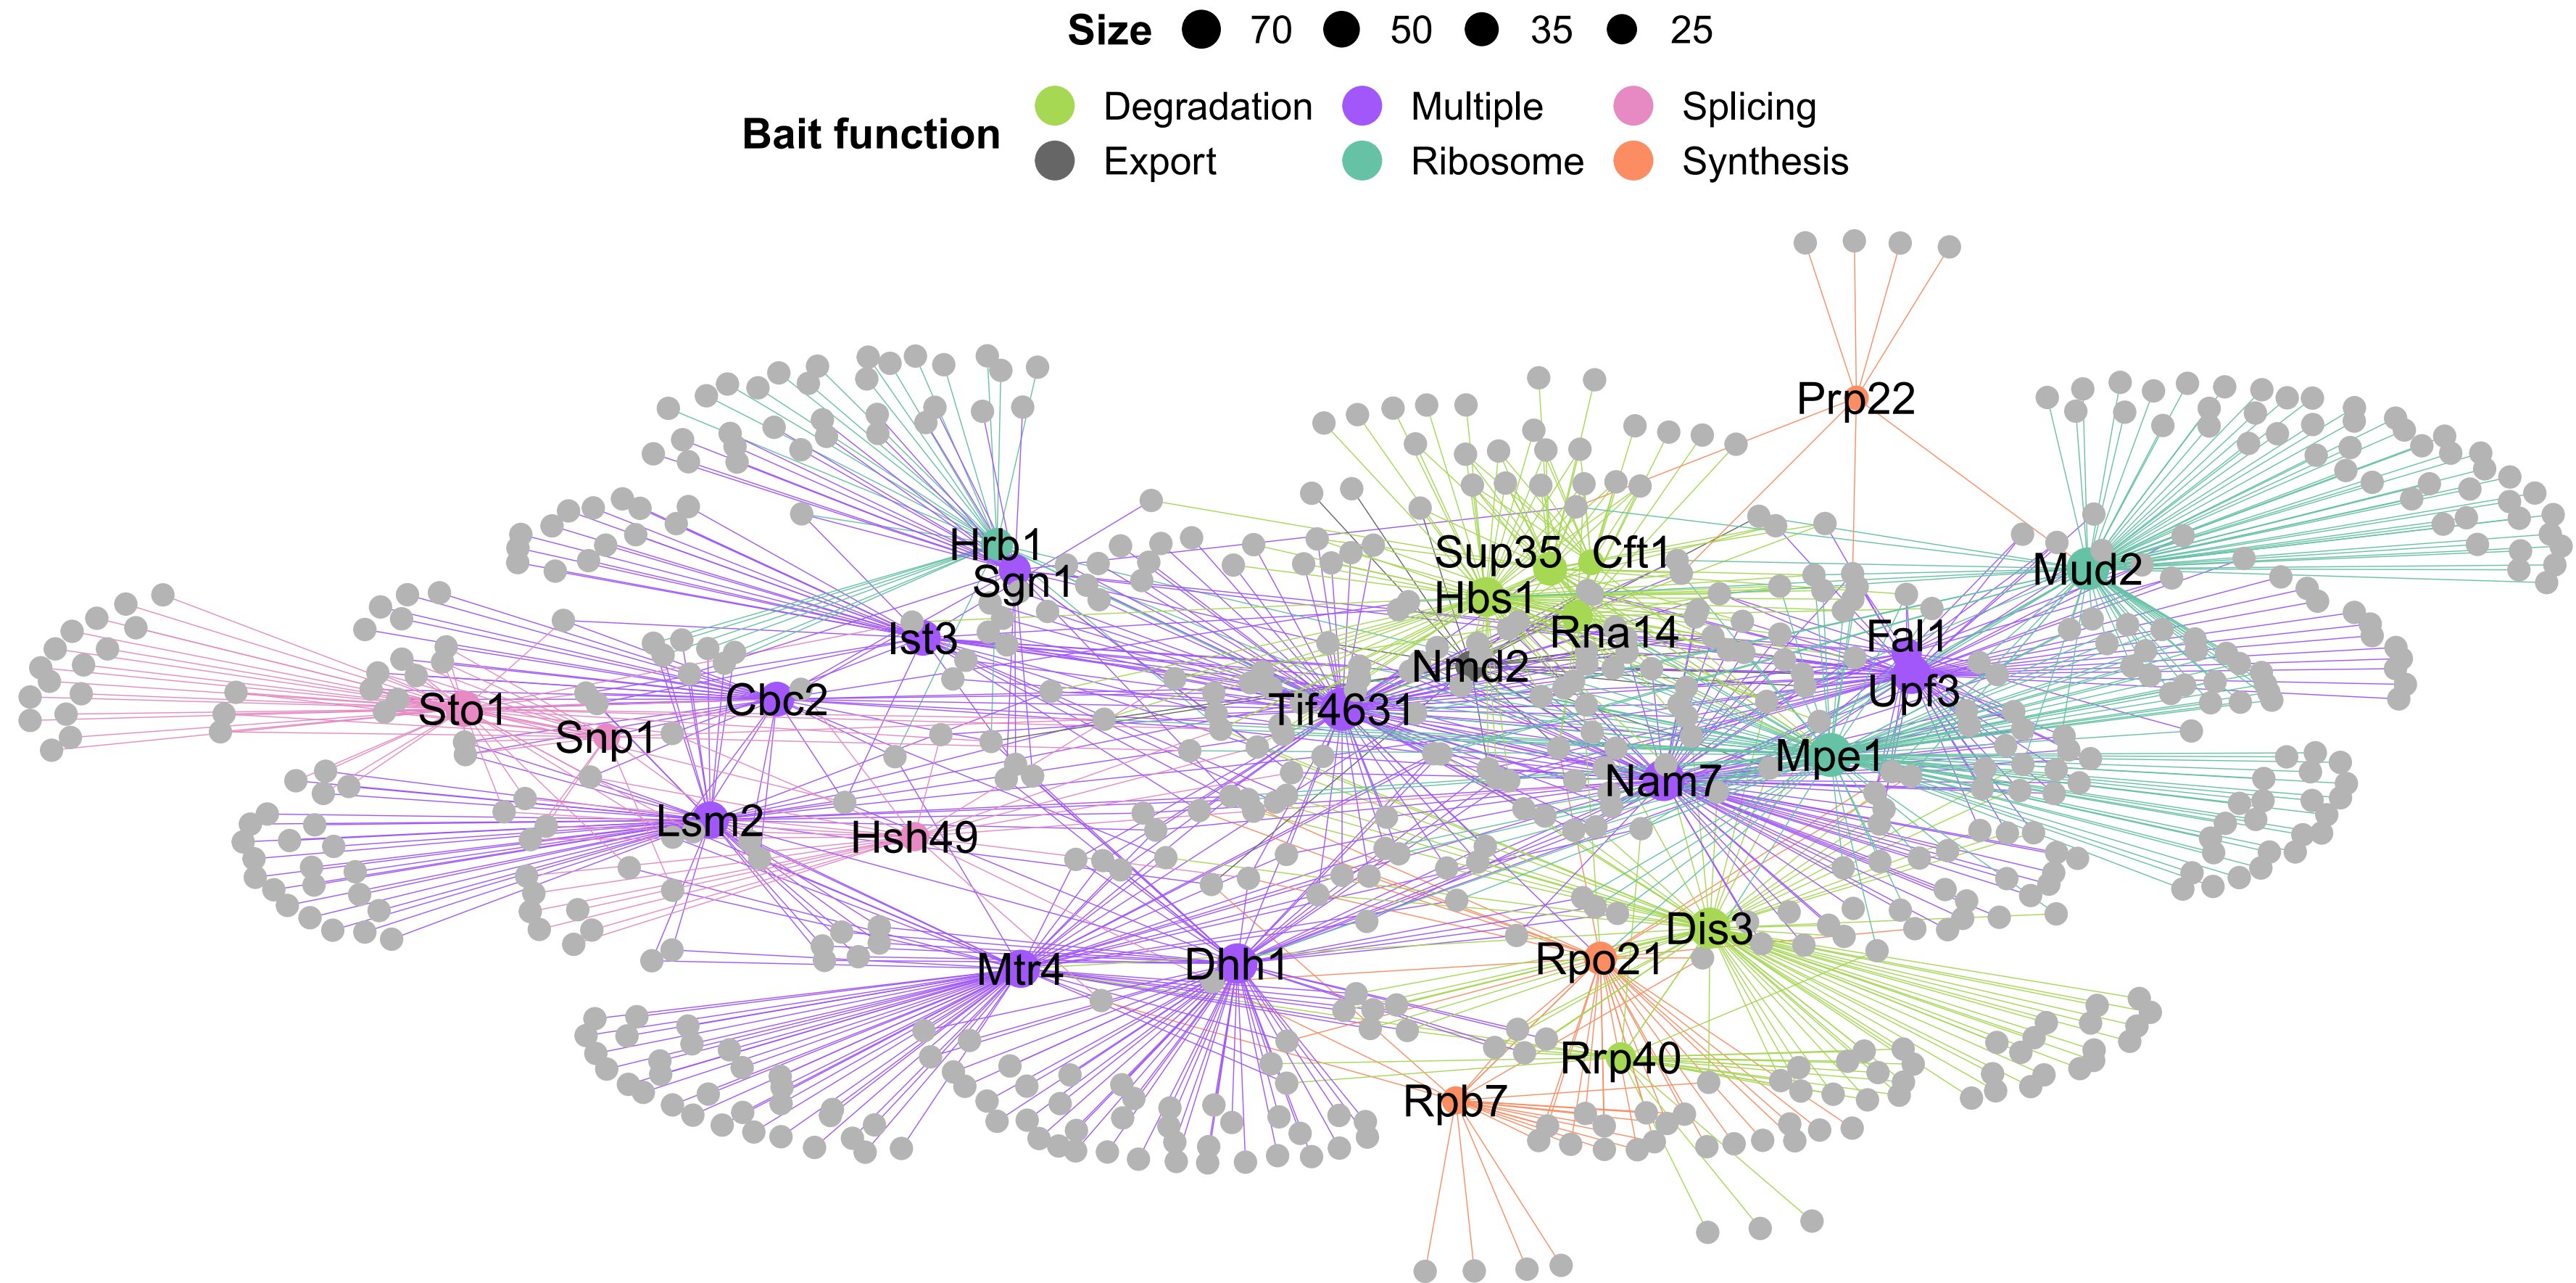 Size 70 50 35 25
Degradation Multiple Splicing
Bait function
Export Ribosome Synthesis
Prp22
Hrb1
Sup35 Cft1
Sgn1
Mud2
Hbs1
Ist3
Rna14
Fal1
Nmd2
Cbc2
Upf3
Sto1
Tif4631
Snp1
Mpe1
Nam7
Lsm2
Hsh49
Dis3
Mtr4
Dhh1
Rpo21
Rrp40
Rpb7